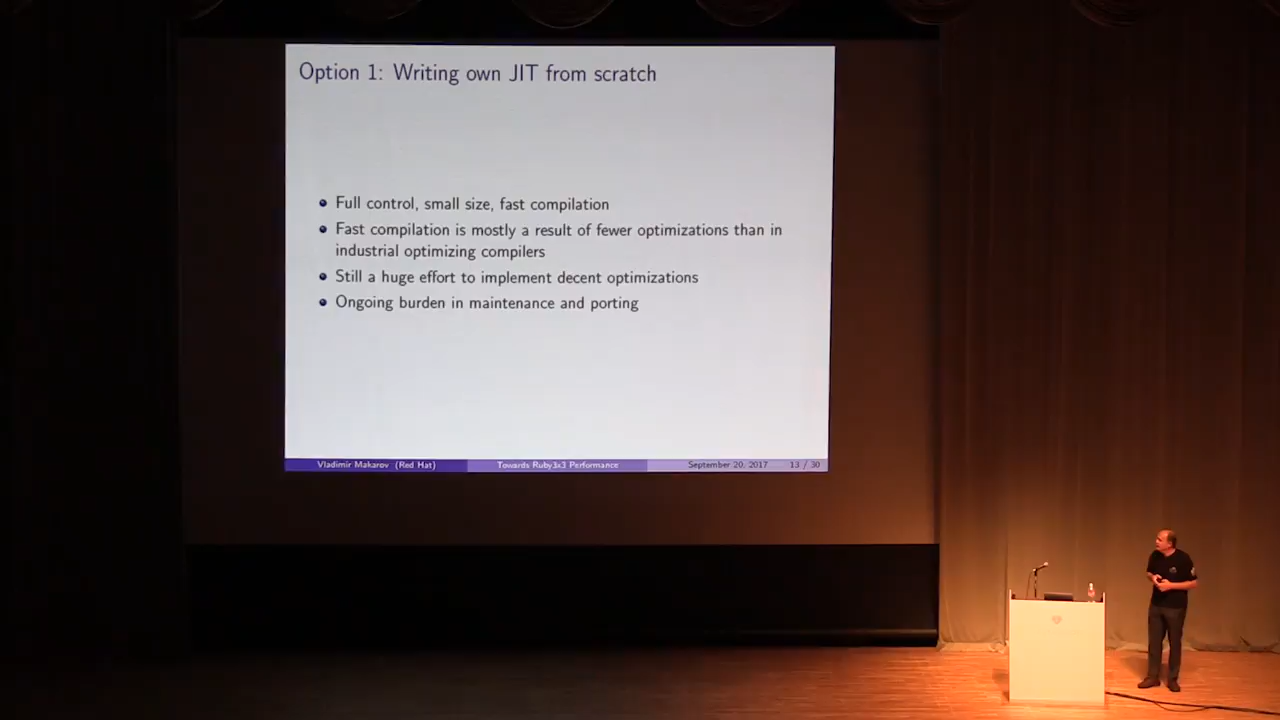 Option 1: Writing own JIT from scratch
Full control, small size, fast compilation
Fast compilation is mostly a result of fewer optimizations than in
industrial optimizing compilers
Still a huge effort to implement decent optimizations
Ongoing burden in maintenance and porting
Vladimir Makarov (Red Hat) Towards Ruby3x3 Performance September 20, 2017 13 / 30